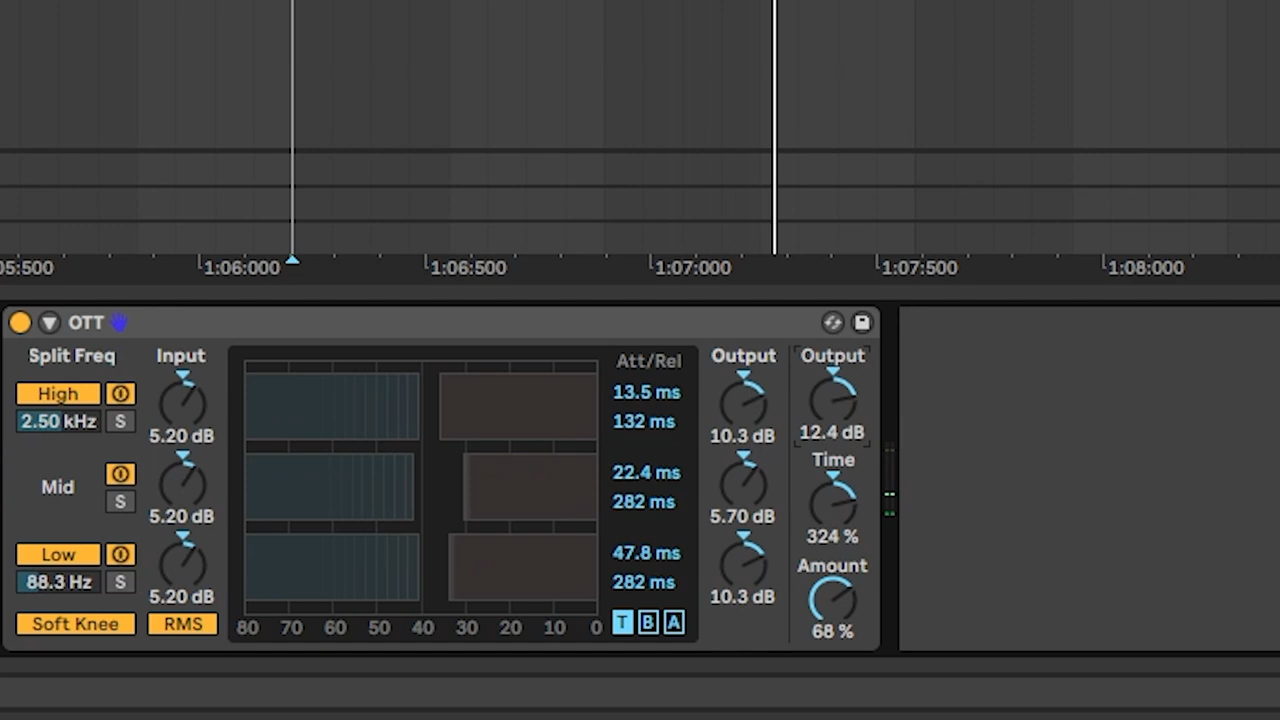 05:500 1:06:000 1:06:500 1:07:000 1:07:500 1:08:000
OTT
Split Freq Input Att/Rel Output Output
High 13.5 ms
2.50 kHz S 132 ms
5.20 dB 10.3 dB 12.4 dB
Time
Mid 22.4 ms
S 282 ms
5.20 dB 5.70 dB 324 %
Low 47.8 ms Amount
88.3 Hz S 282 ms
5.20 dB 10.3 dB
Soft Knee RMS 80 70 60 50 40 30 20 10 0 T B A 68 %